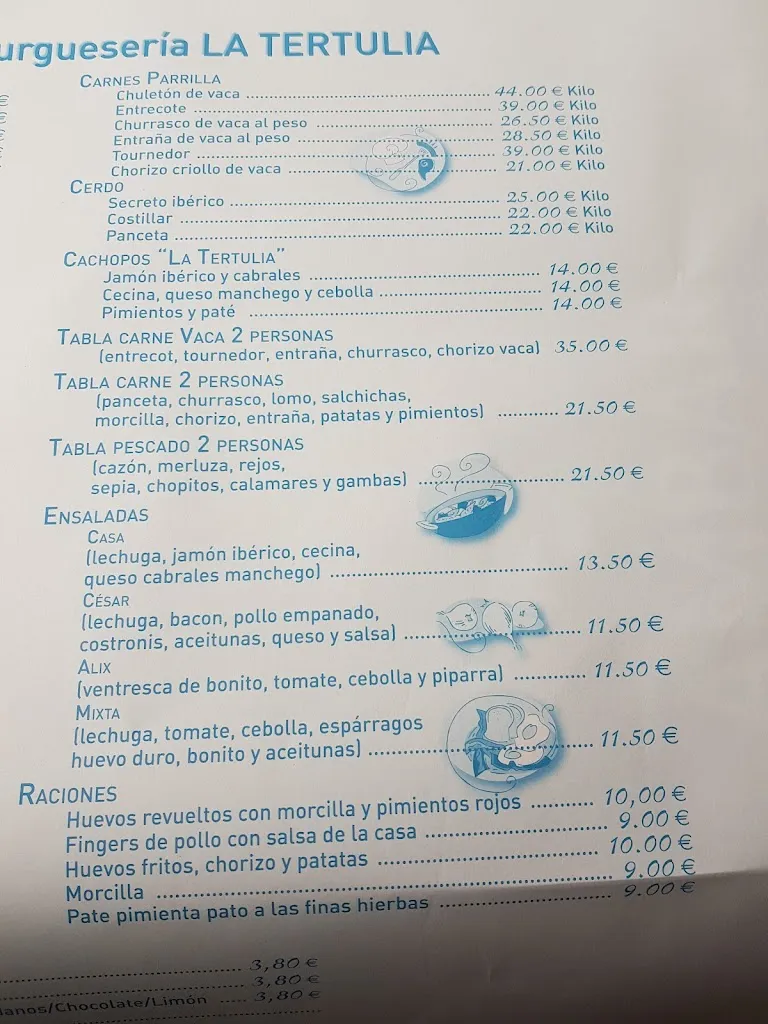 urguesería LA TERTULIA
CARNES PARRILLA
Chuletón de vaca ........ 44.00 € Kilo
Entrecote ........ 39.00 € Kilo
Churrasco de vaca al peso ........ 26.50 € Kilo
Entraña de vaca al peso ........ 28.50 € Kilo
Tournedor ........ 39.00 € Kilo
Chorizo criollo de vaca ........ 21.00 € Kilo
CERDO
Secreto ibérico ........ 25.00 € Kilo
Costillar ........ 22.00 € Kilo
Panceta ........ 22.00 € Kilo
CACHOPOS "LA TERTULIA"
Jamón ibérico y cabrales ........ 14.00 €
Cecina, queso manchego y cebolla ........ 14.00 €
Pimientos y paté ........ 14.00 €
TABLA CARNE VACA 2 PERSONAS
(entrecot, tournedor, entraña, churrasco, chorizo vaca) 35.00 €
TABLA CARNE 2 PERSONAS
(panceta, churrasco, lomo, salchichas,
morcilla, chorizo, entraña, patatas y pimientos) ........ 21.50 €
TABLA PESCADO 2 PERSONAS
(cazón, merluza, rejos,
sepia, chopitos, calamares y gambas) ........ 21.50 €
ENSALADAS
CASA
(lechuga, jamón ibérico, cecina,
queso cabrales manchego) ........ 13.50 €
CÉSAR
(lechuga, bacon, pollo empanado,
costronis, aceitunas, queso y salsa) ........ 11.50 €
ALIX
(ventresca de bonito, tomate, cebolla y piparra) ........ 11.50 €
MIXTA
(lechuga, tomate, cebolla, espárragos
huevo duro, bonito y aceitunas) ........ 11.50 €
RACIONES
Huevos revueltos con morcilla y pimientos rojos ........ 10,00 €
Fingers de pollo con salsa de la casa ........ 9.00 €
Huevos fritos, chorizo y patatas ........ 10.00 €
Morcilla ........ 9.00 €
Pate pimienta pato a las finas hierbas ........ 9.00 €
........ 3,80 €
........ 3,80 €
anos/Chocolate/Limón ........ 3,80 €